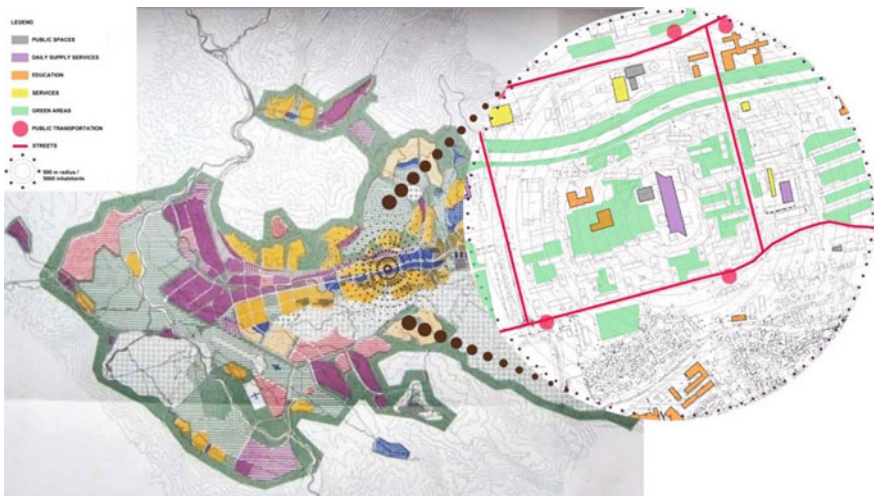 LEGEND
PUBLIC SPACES
DAILY SUPPLY SERVICES
EDUCATION
SERVICES
GREEN AREAS
PUBLIC TRANSPORTATION
STREETS
500 m radius /
5000 inhabitants